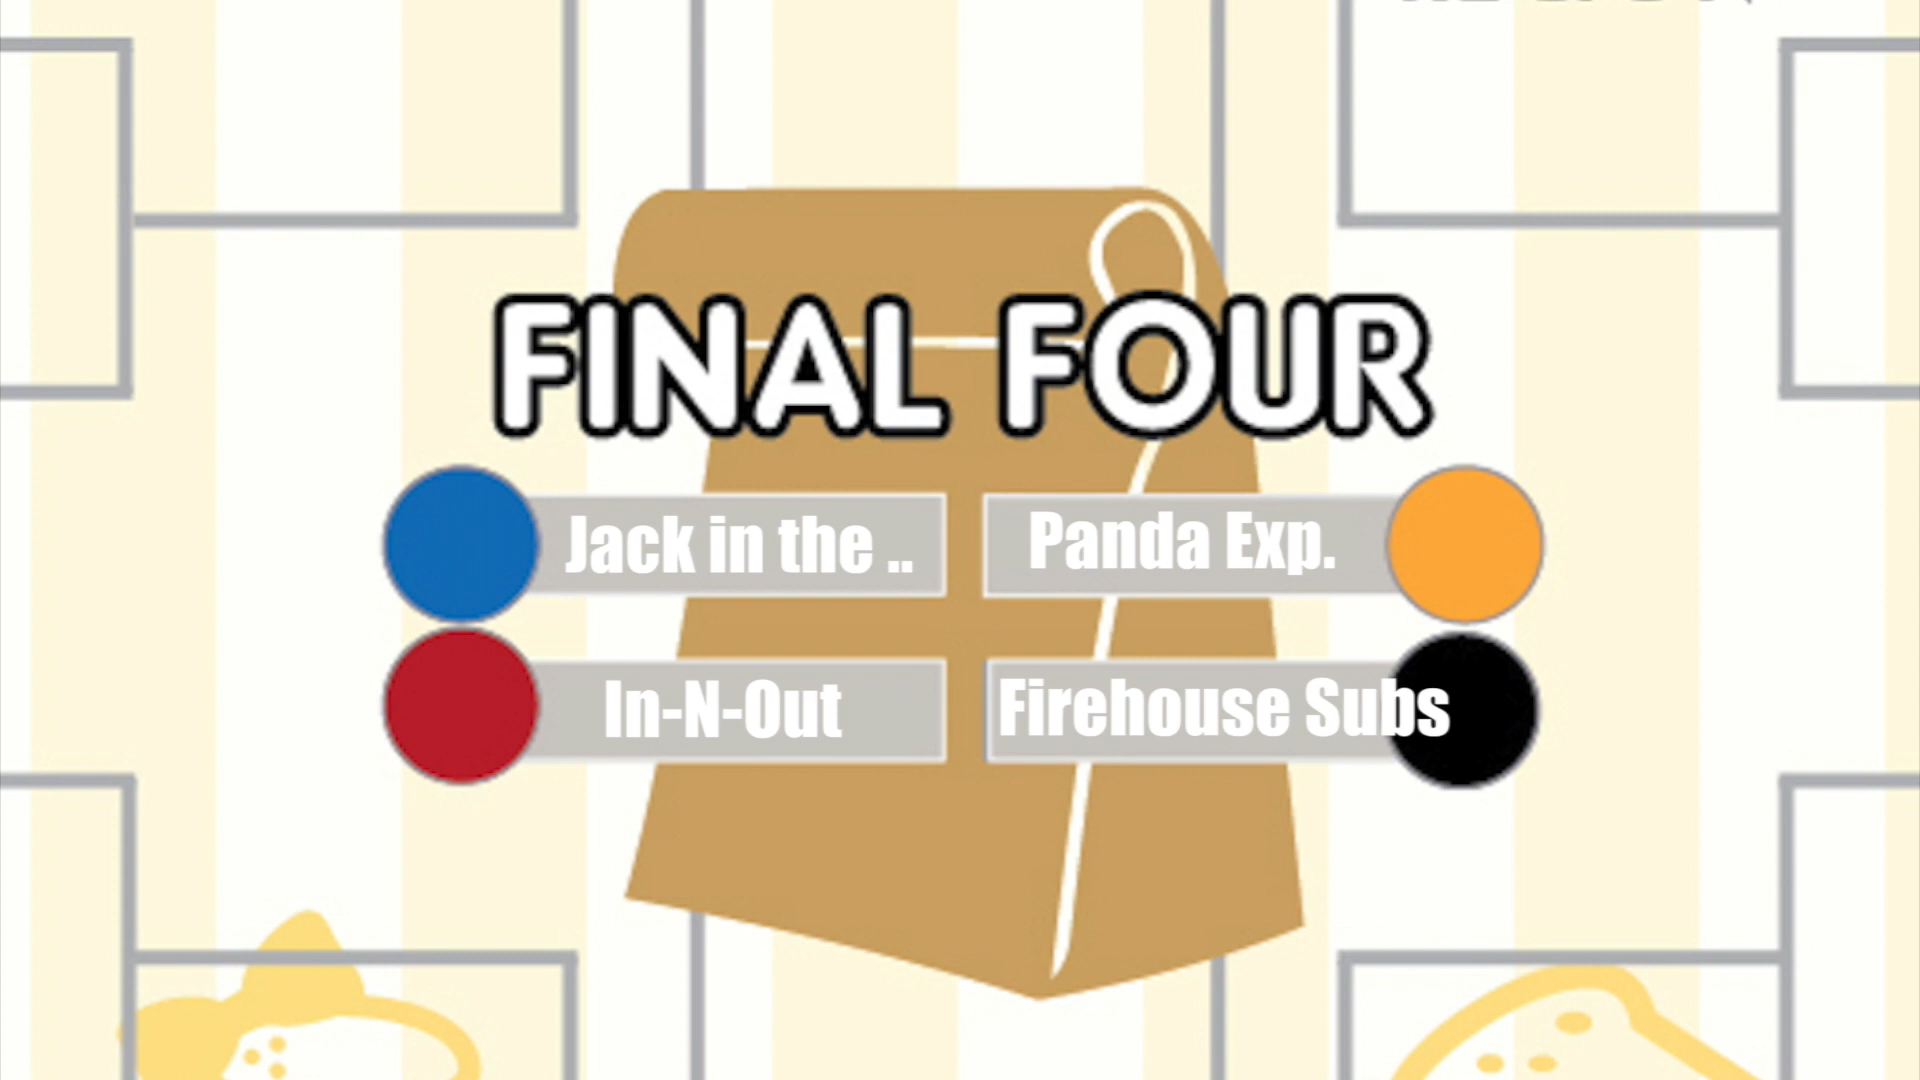 FINAL FOUR
Jack in the ..
Panda Exp.
In-N-Out
Firehouse Subs